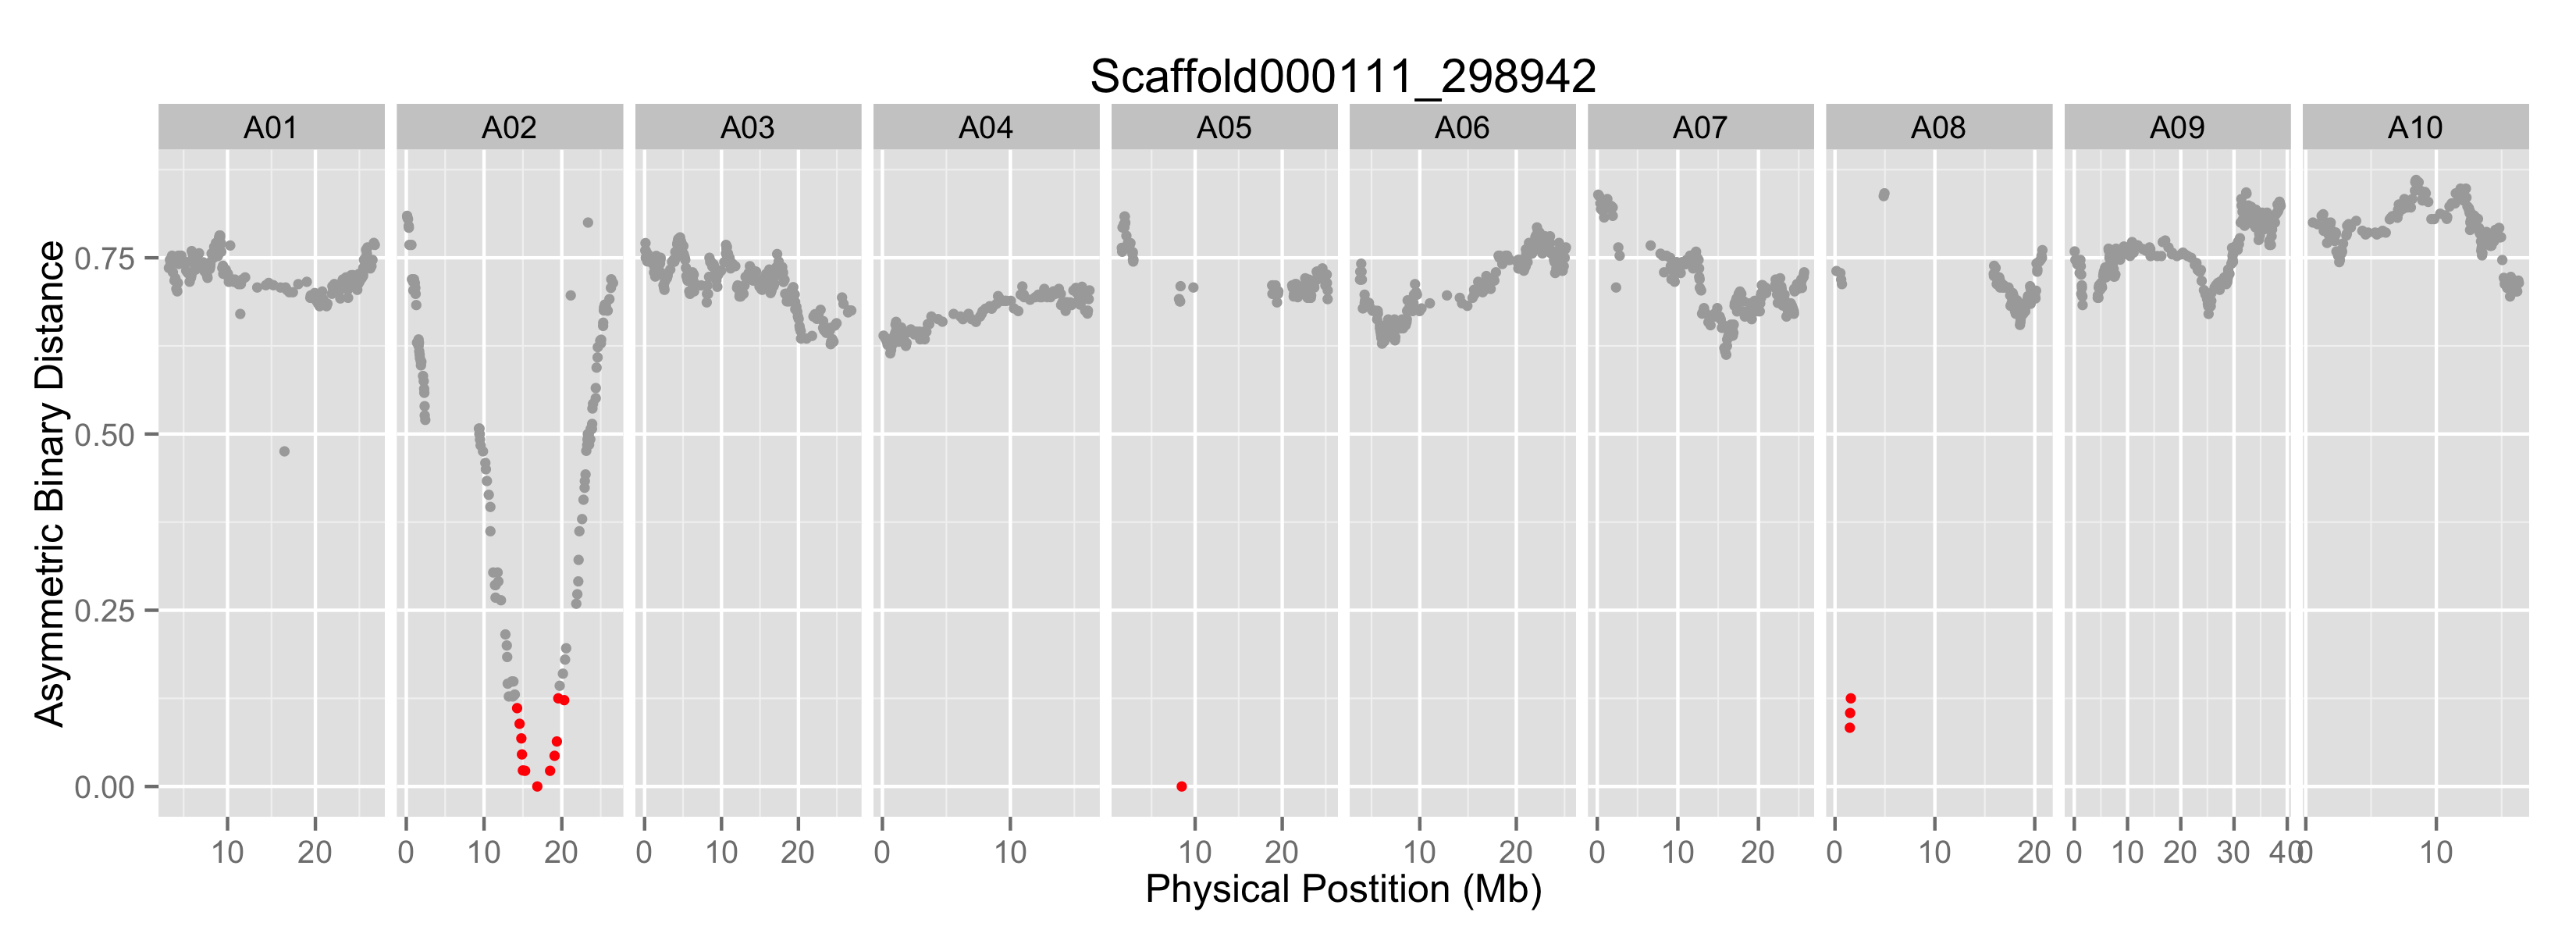 Scaffold000111_298942
A01 A02 A03 A04 A05 A06 A07 A08 A09 A10
Asymmetric Binary Distance
0.75
0.50
0.25
0.00
10 20 0 10 20 0 10 20 0 10 10 20 10 20 0 10 20 0 10 20 0 10 20 30 40 0 10
Physical Postition (Mb)